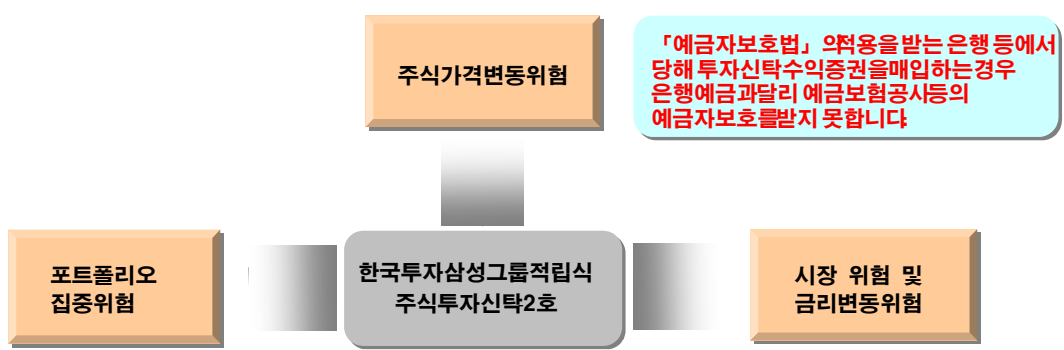 주식가격변동위험
「예금자보호법」 의적용을 받는 은행 등에서
당해 투자신탁수익증권을매입하는경우
은행예금과달리 예금보험공사등의
예금자보호를받지 못합니다
포트폴리오
집중위험
한국투자삼성그룹적립식
주식투자신탁2호
시장 위험 및
금리변동위험